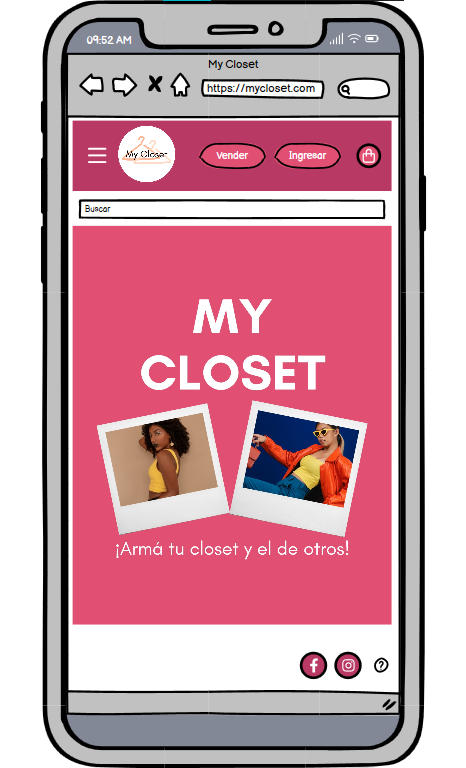 09:52 AM
My Closet
https://mycloset.com
My Closet
Vender
Ingresar
Buscar
MY
CLOSET
¡Armá tu closet y el de otros!
?